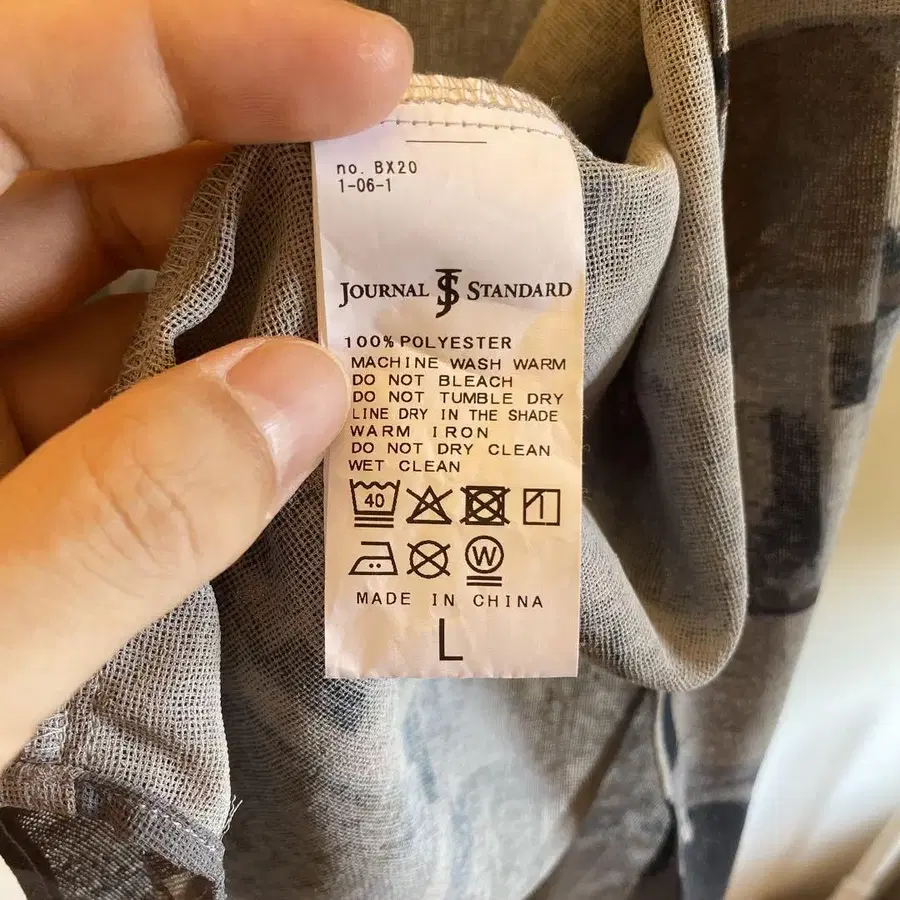 no. BX20
1-06-1
JOURNAL JS STANDARD
100% POLYESTER
MACHINE WASH WARM
DO NOT BLEACH
DO NOT TUMBLE DRY
LINE DRY IN THE SHADE
WARM IRON
DO NOT DRY CLEAN
WET CLEAN
40
W
MADE IN CHINA
L